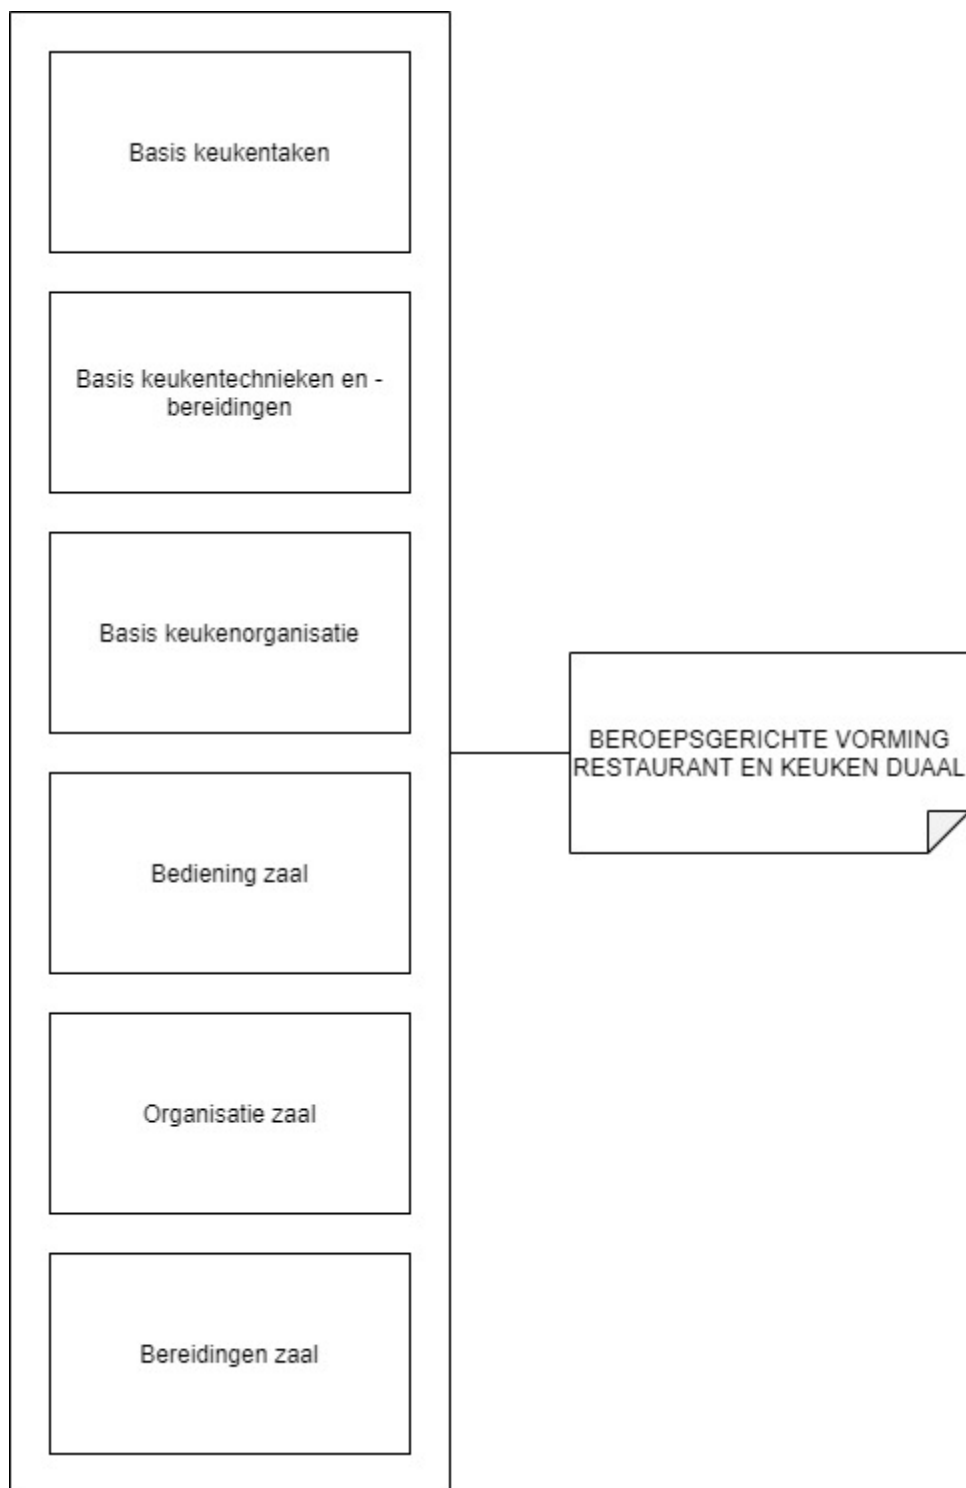 Basis keukentaken
Basis keukentechnieken en -
bereidingen
Basis keukenorganisatie
Bediening zaal
Organisatie zaal
Bereidingen zaal
BEROEPSGERICHTE VORMING
RESTAURANT EN KEUKEN DUAAL